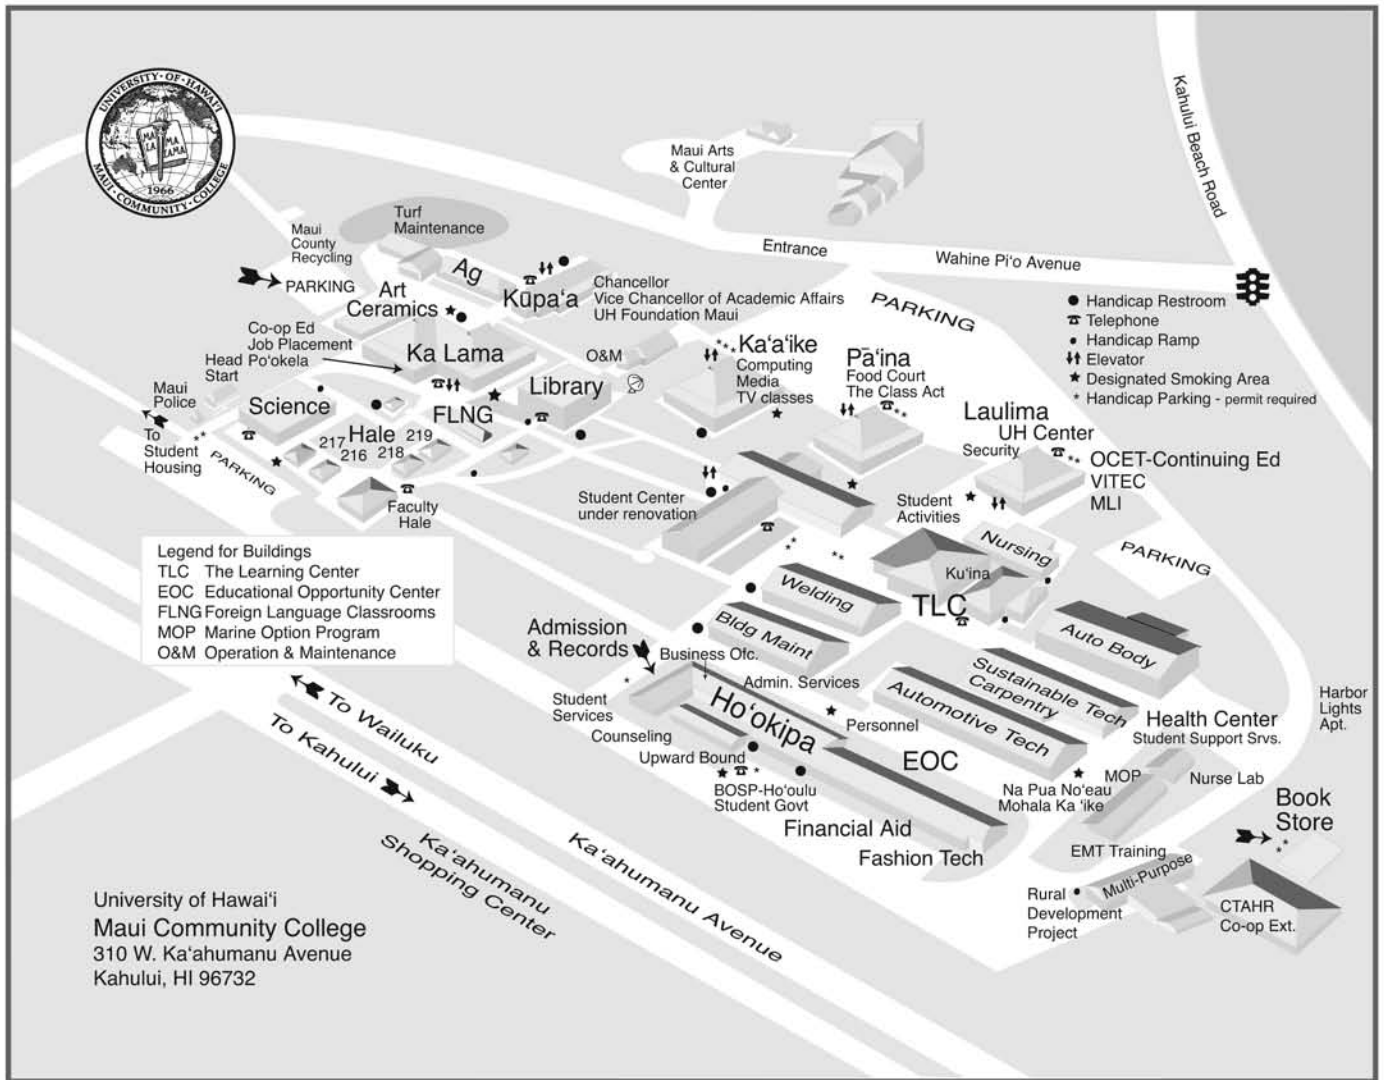 UNIVERSITY · OF · HAWAI‘I
MAUI · COMMUNITY · COLLEGE
MA LA
MA LAMA
1966
Maui Arts
& Cultural
Center
Kahului Beach Road
Entrance
Wahine Pi‘o Avenue
Turf
Maintenance
Maui
County
Recycling
PARKING
Ag
Kūpa‘a
Chancellor
Vice Chancellor of Academic Affairs
UH Foundation Maui
Art
Ceramics
PARKING
Handicap Restroom
Telephone
Handicap Ramp
Elevator
Designated Smoking Area
* Handicap Parking - permit required
Co-op Ed
Job Placement
Po‘okela
Head
Start
Ka Lama
O&M
Library
Ka‘a‘ike
Computing
Media
TV classes
Pā‘ina
Food Court
The Class Act
Laulima
UH Center
Security
OCET-Continuing Ed
VITEC
MLI
Maui
Police
To
Student
Housing
PARKING
Science
FLNG
Hale
217
216
219
218
Faculty
Hale
Student Center
under renovation
Student
Activities
Nursing
Ku‘ina
TLC
PARKING
Legend for Buildings
TLC The Learning Center
EOC Educational Opportunity Center
FLNG Foreign Language Classrooms
MOP Marine Option Program
O&M Operation & Maintenance
Welding
Bldg Maint
Auto Body
Admission
& Records
Business Ofc.
Admin. Services
Sustainable Tech
Carpentry
Automotive Tech
Student
Services
Counseling
Ho‘okipa
Personnel
Upward Bound
EOC
BOSP-Ho‘oulu
Student Govt
Financial Aid
Fashion Tech
Health Center
Student Support Srvs.
Harbor
Lights
Apt.
MOP
Nurse Lab
Na Pua No‘eau
Mohala Ka ‘ike
Book
Store
EMT Training
Multi-Purpose
Rural
Development
Project
CTAHR
Co-op Ext.
To Wailuku
To Kahului
Ka‘ahumanu
Shopping Center
Ka‘ahumanu Avenue
University of Hawai‘i
Maui Community College
310 W. Ka‘ahumanu Avenue
Kahului, HI 96732